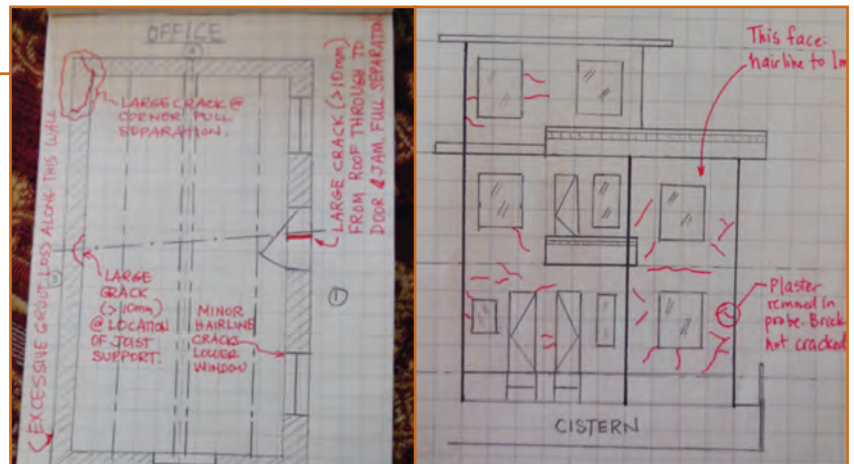 OFFICE
LARGE CRACK @
CORNER FULL
SEPARATION.
EXCESSIVE GROUT LOSS ALONG THIS WALL
LARGE CRACK (>10mm)
FROM ROOF THROUGH TO
DOOR & JAM. FULL SEPARATION
LARGE
CRACK
(>10mm)
@ LOCATION
OF JOIST
SUPPORT.
MINOR
HAIRLINE
CRACKS
LOWER
WINDOW
1
This face:
hairline to 1m
Plaster
removed in
probe. Brick
not cracked
CISTERN